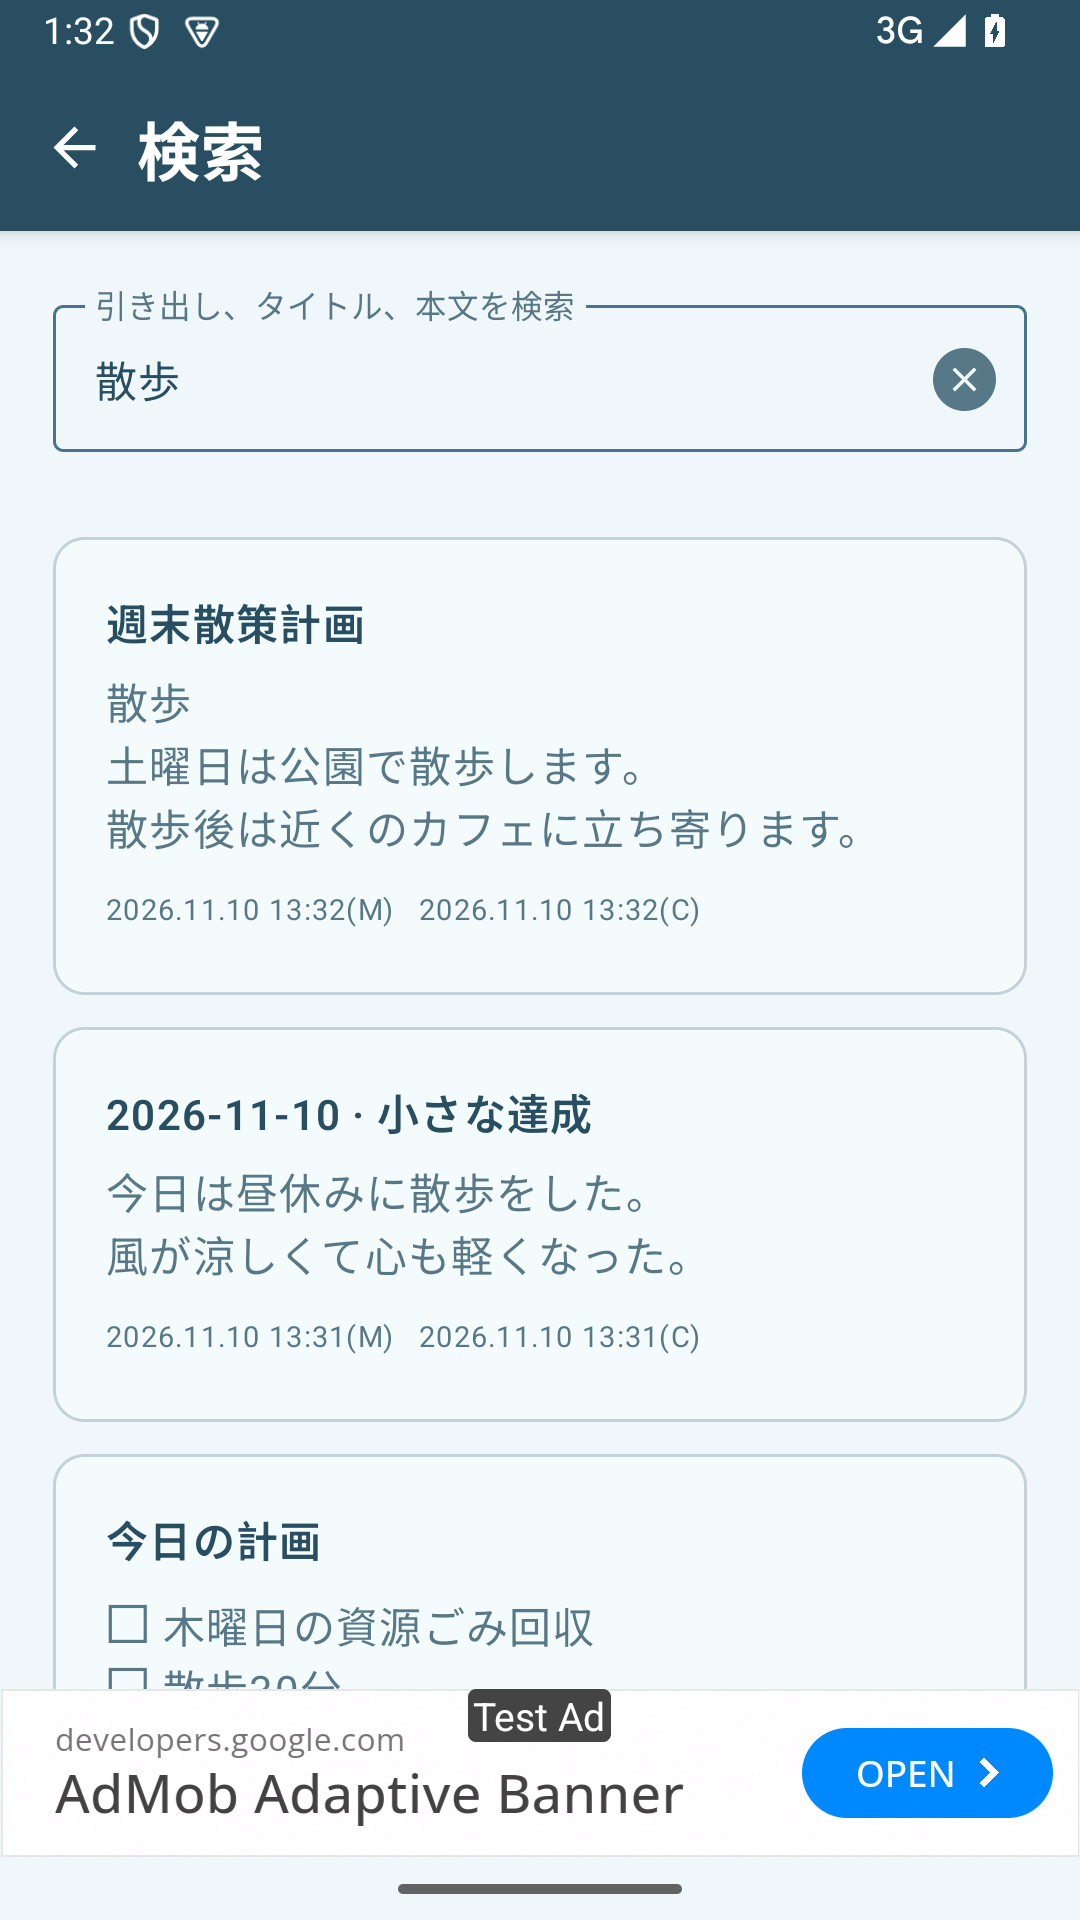 1:32
3G
検索
引き出し、タイトル、本文を検索
散歩
週末散策計画
散歩
土曜日は公園で散歩します。
散歩後は近くのカフェに立ち寄ります。
2026.11.10 13:32(M) 2026.11.10 13:32(C)
2026-11-10 · 小さな達成
今日は昼休みに散歩をした。
風が涼しくて心も軽くなった。
2026.11.10 13:31(M) 2026.11.10 13:31(C)
今日の計画
☐ 木曜日の資源ごみ回収
☐ 散歩30分
Test Ad
developers.google.com
AdMob Adaptive Banner
OPEN